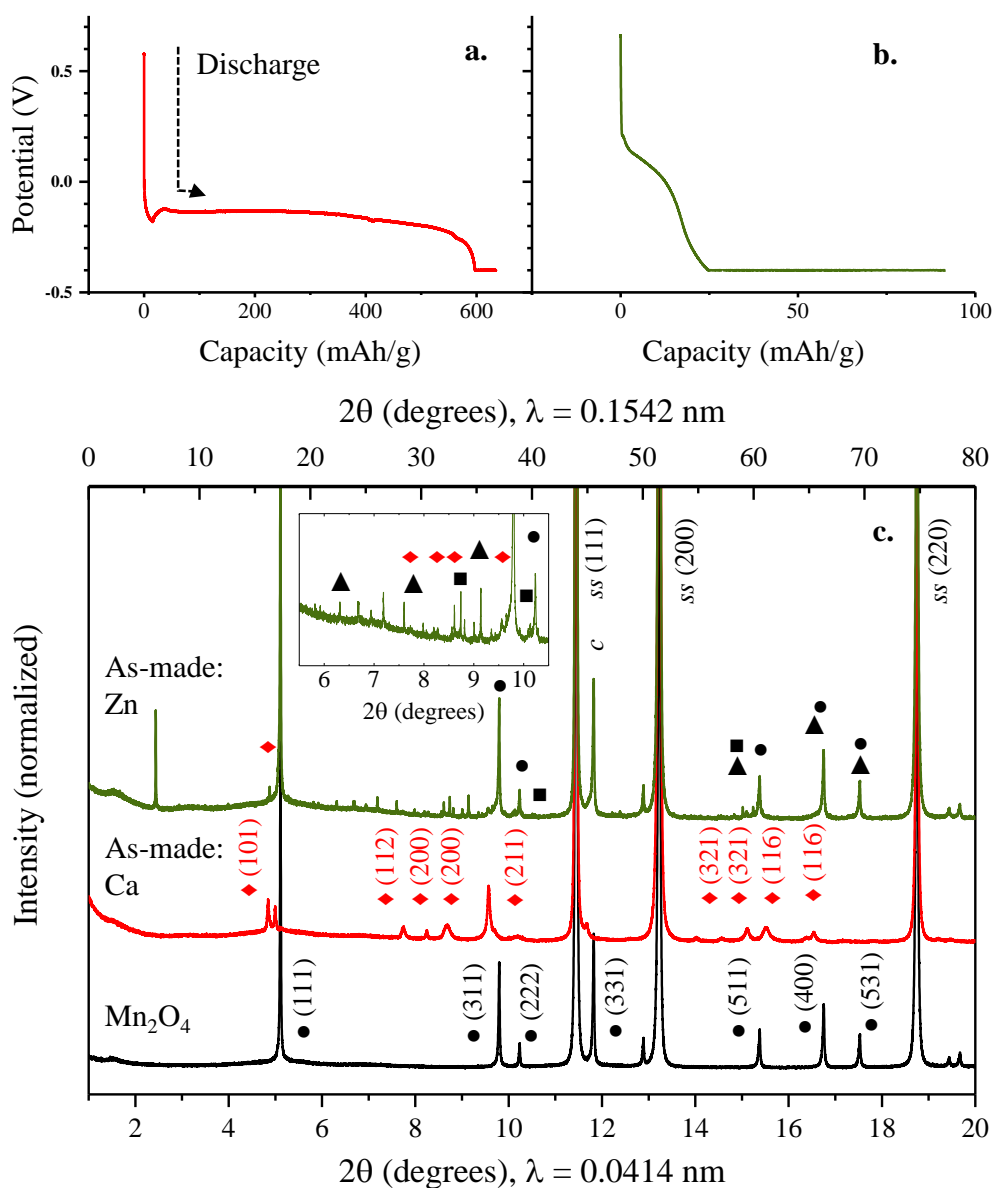 a.
b.
Discharge
Potential (V)
0.5
0.0
-0.5
0
200
400
600
0
50
100
Capacity (mAh/g)
Capacity (mAh/g)
2θ (degrees), λ = 0.1542 nm
0
10
20
30
40
50
60
70
80
c.
ss (111)
c
ss (200)
ss (220)
6
7
8
9
10
2θ (degrees)
As-made:
Zn
Intensity (normalized)
As-made:
Ca
(101)
(112)
(200)
(200)
(211)
(321)
(321)
(116)
(116)
Mn₂O₄
(111)
(311)
(222)
(331)
(511)
(400)
(531)
2
4
6
8
10
12
14
16
18
20
2θ (degrees), λ = 0.0414 nm